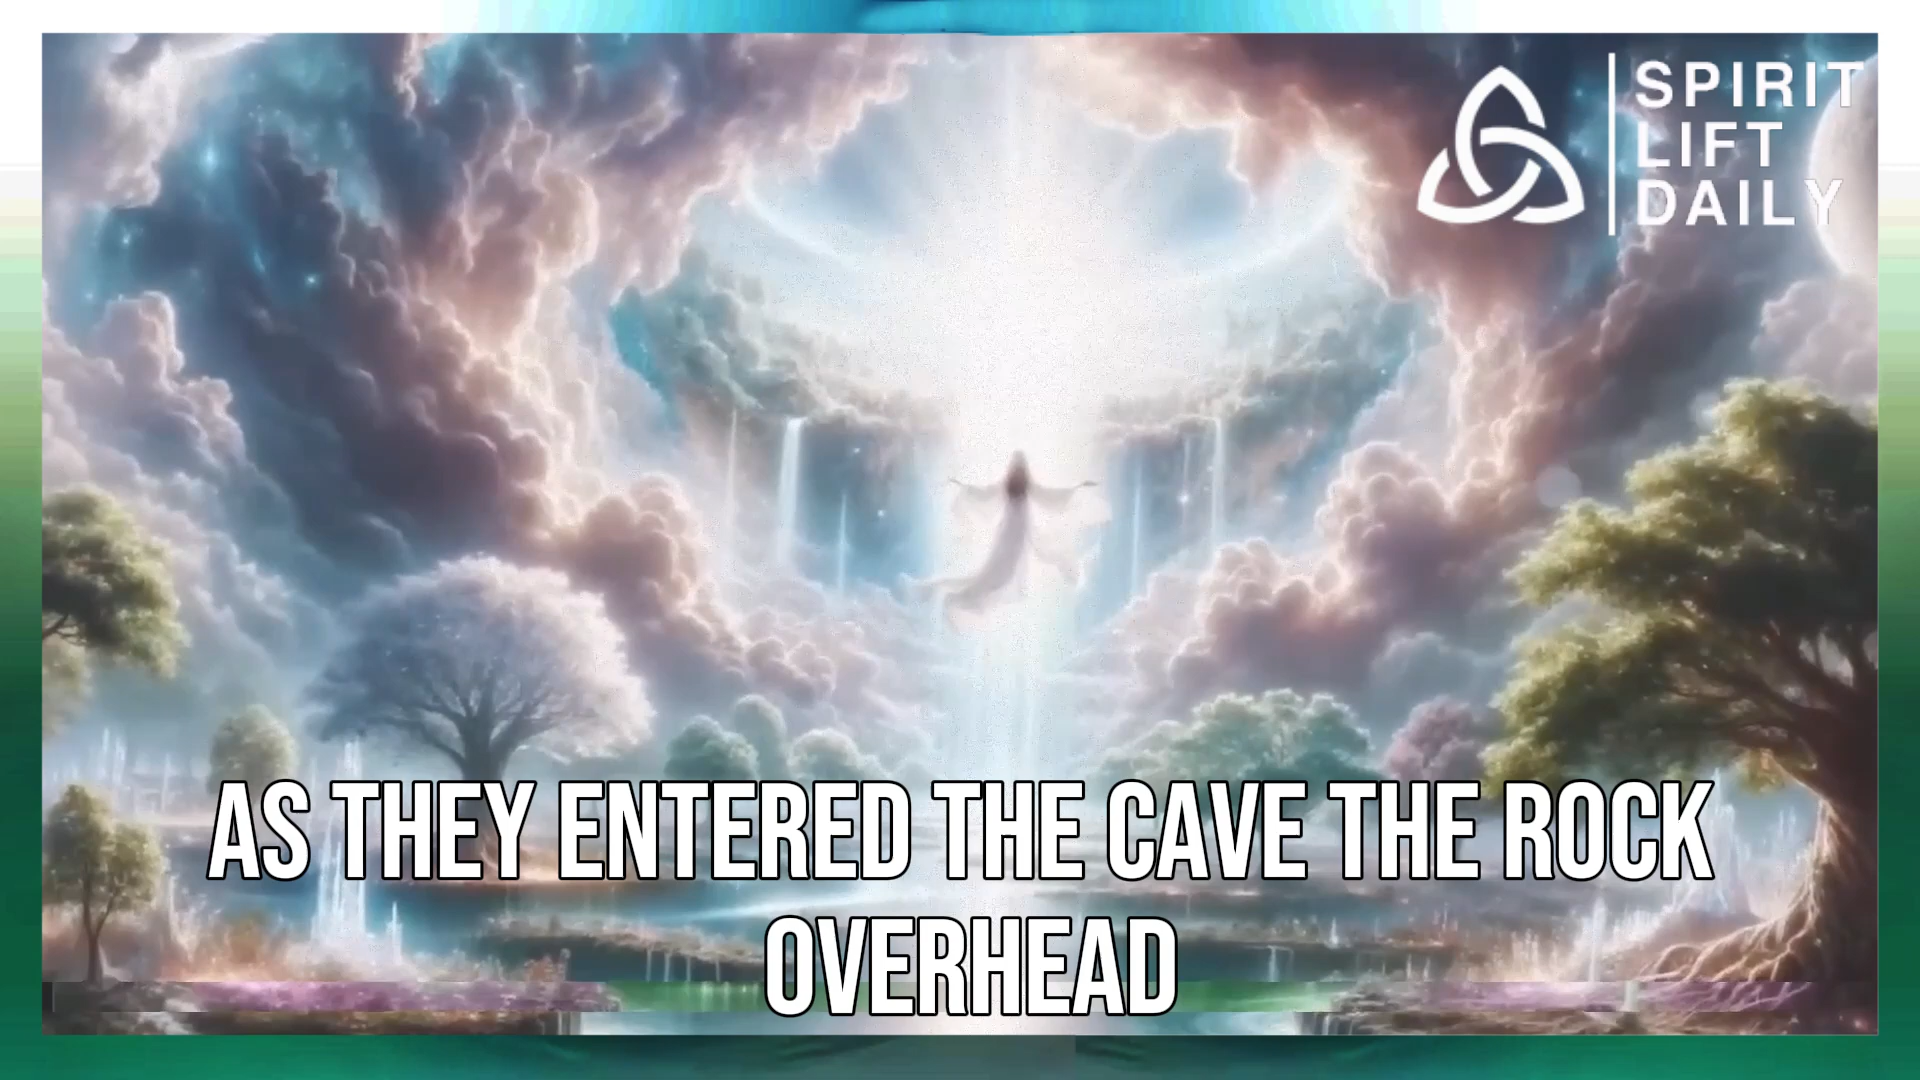 SPIRIT
LIFT
DAILY
AS THEY ENTERED THE CAVE THE ROCK
OVERHEAD